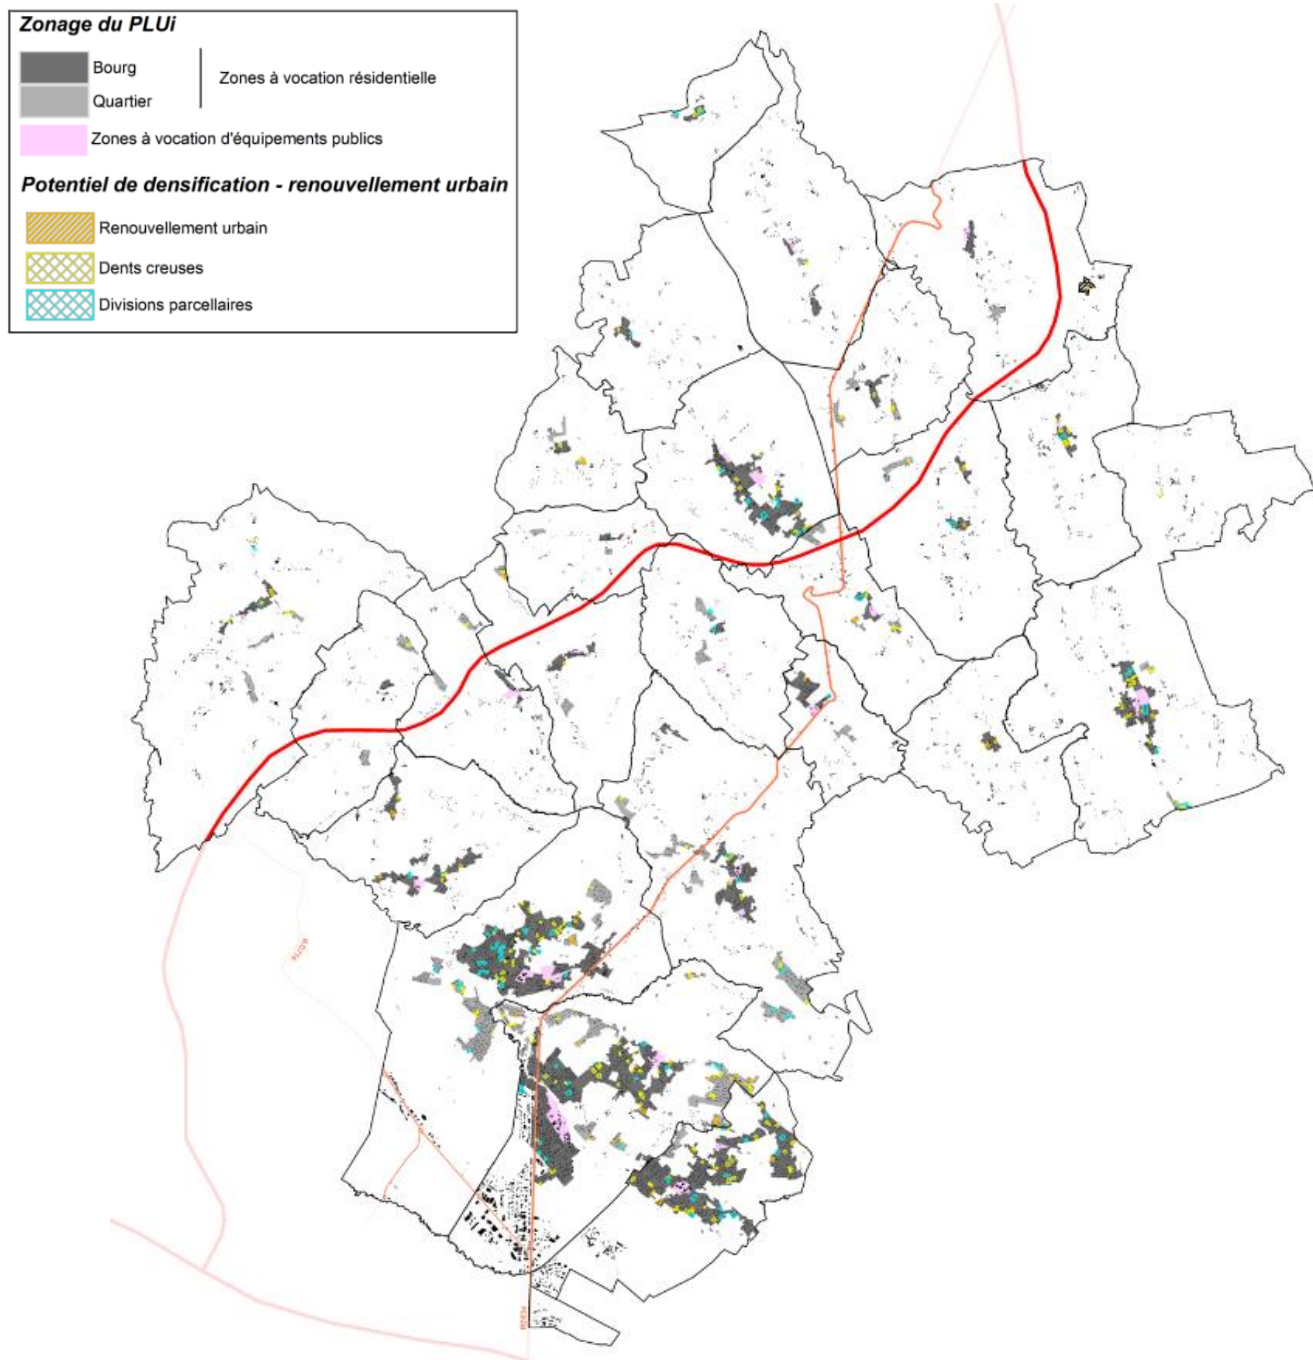 Zonage du PLUi
Bourg
Zones à vocation résidentielle
Quartier
Zones à vocation d'équipements publics
Potentiel de densification - renouvellement urbain
Renouvellement urbain
Dents creuses
Divisions parcellaires